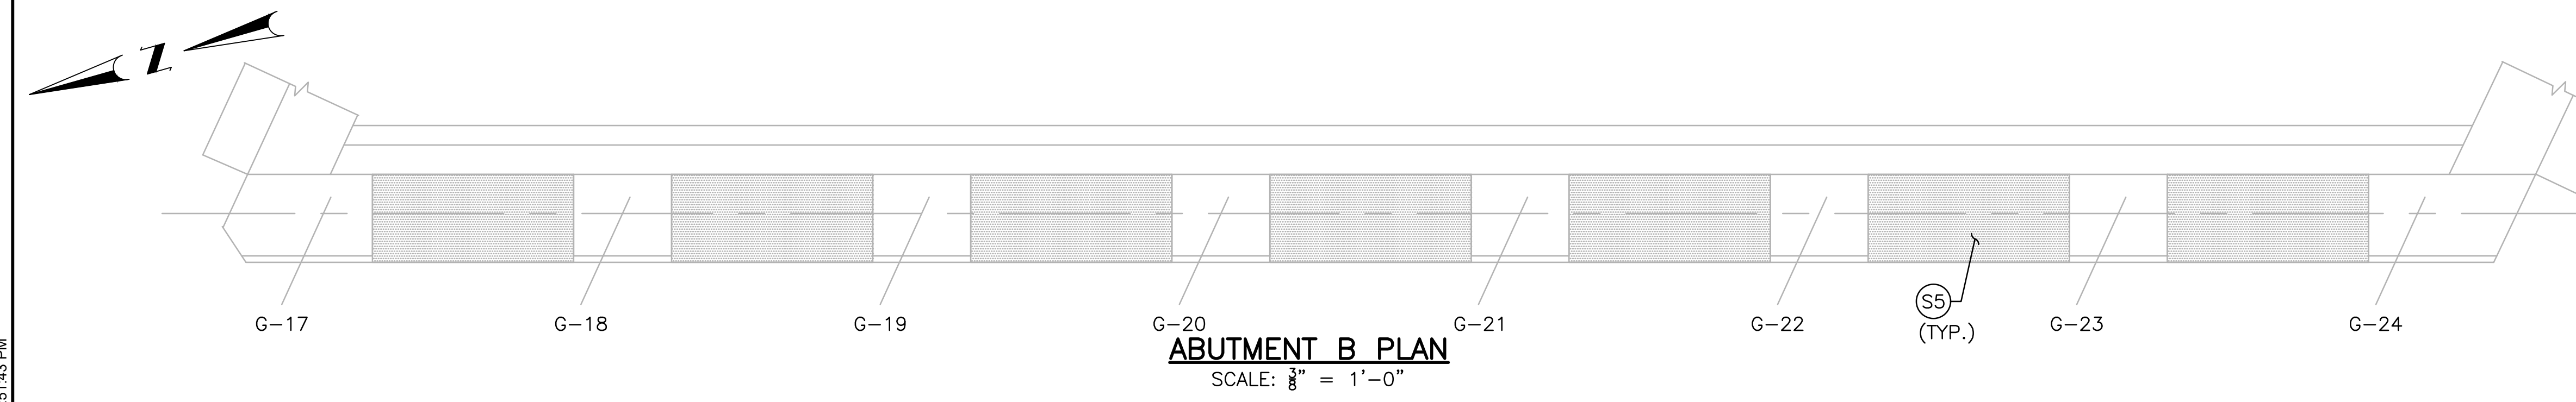 Z
G-17
G-18
G-19
G-20
G-21
G-22
G-23
G-24
S5
(TYP.)
ABUTMENT B PLAN
SCALE: 3/8" = 1'-0"